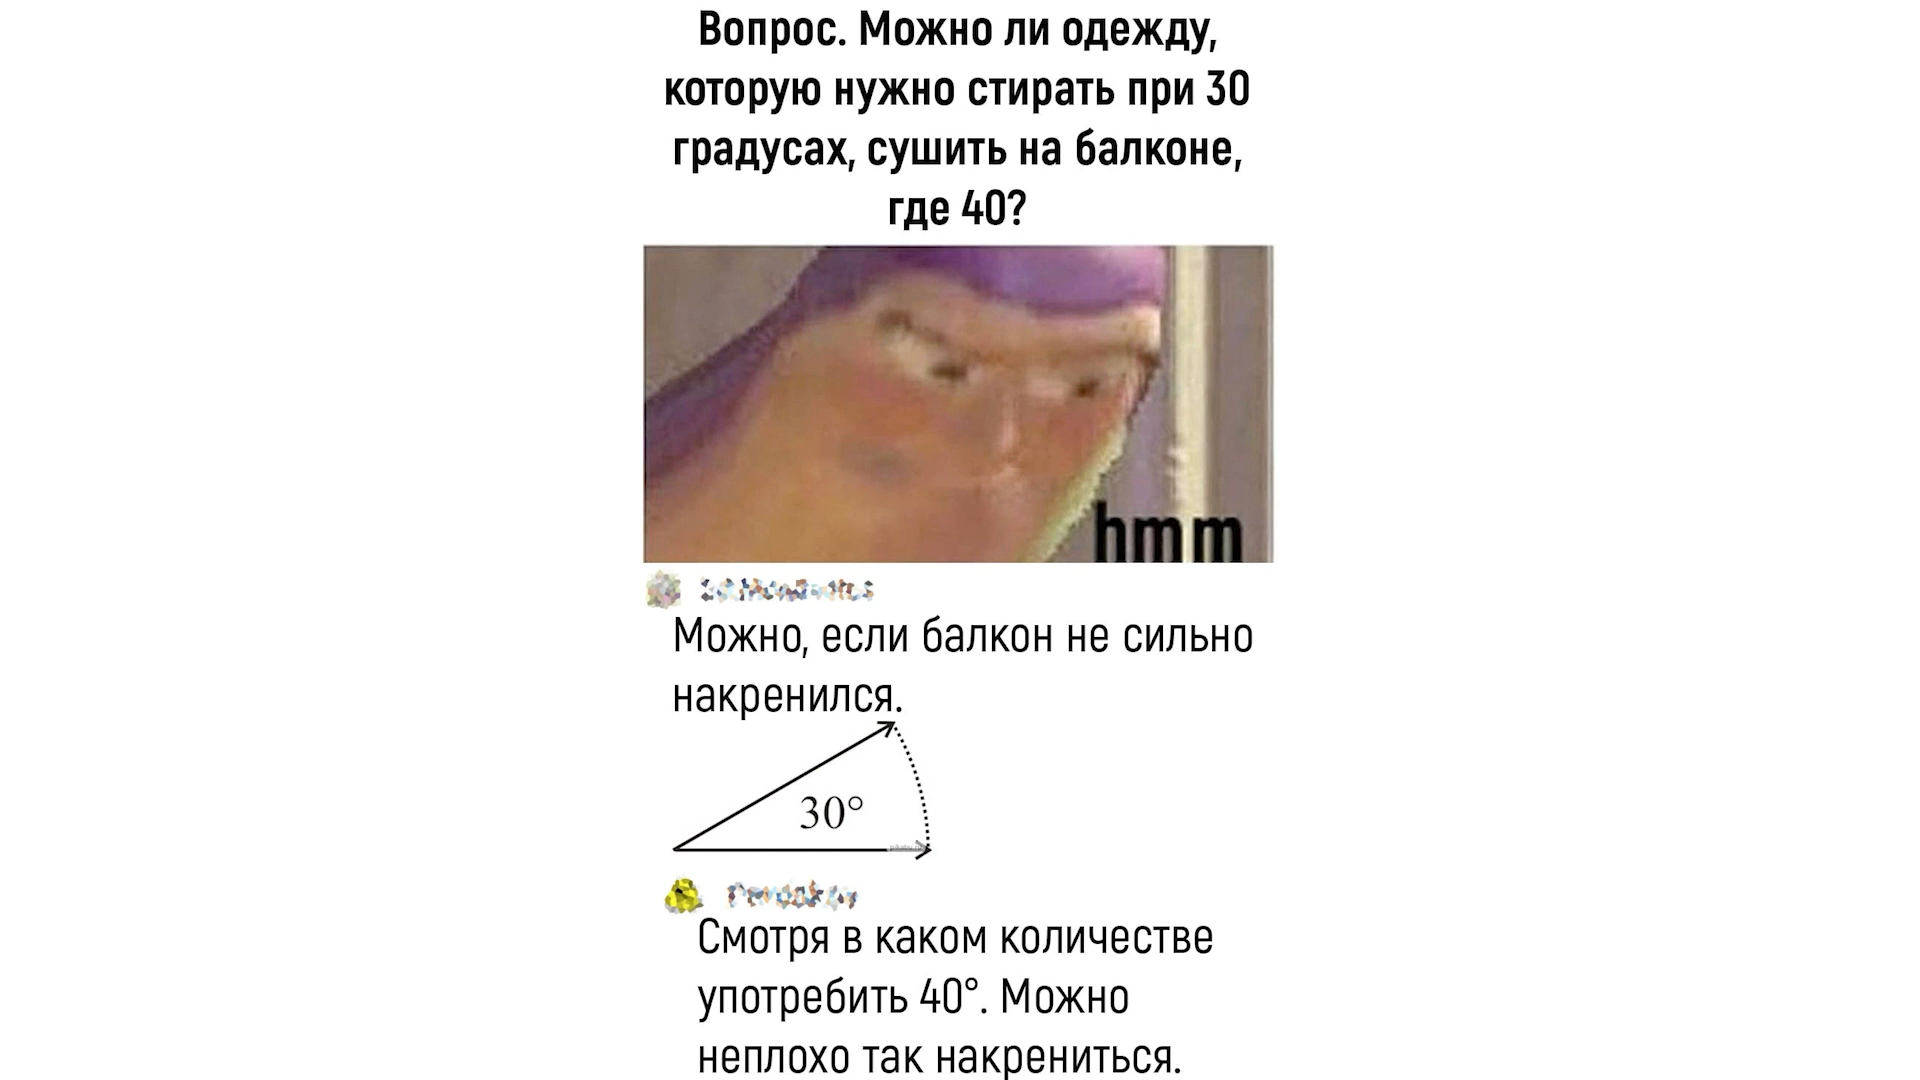 Вопрос. Можно ли одежду,
которую нужно стирать при 30
градусах, сушить на балконе,
где 40?
hmm
Можно, если балкон не сильно
накренился.
30°
Смотря в каком количестве
употребить 40°. Можно
неплохо так накрениться.